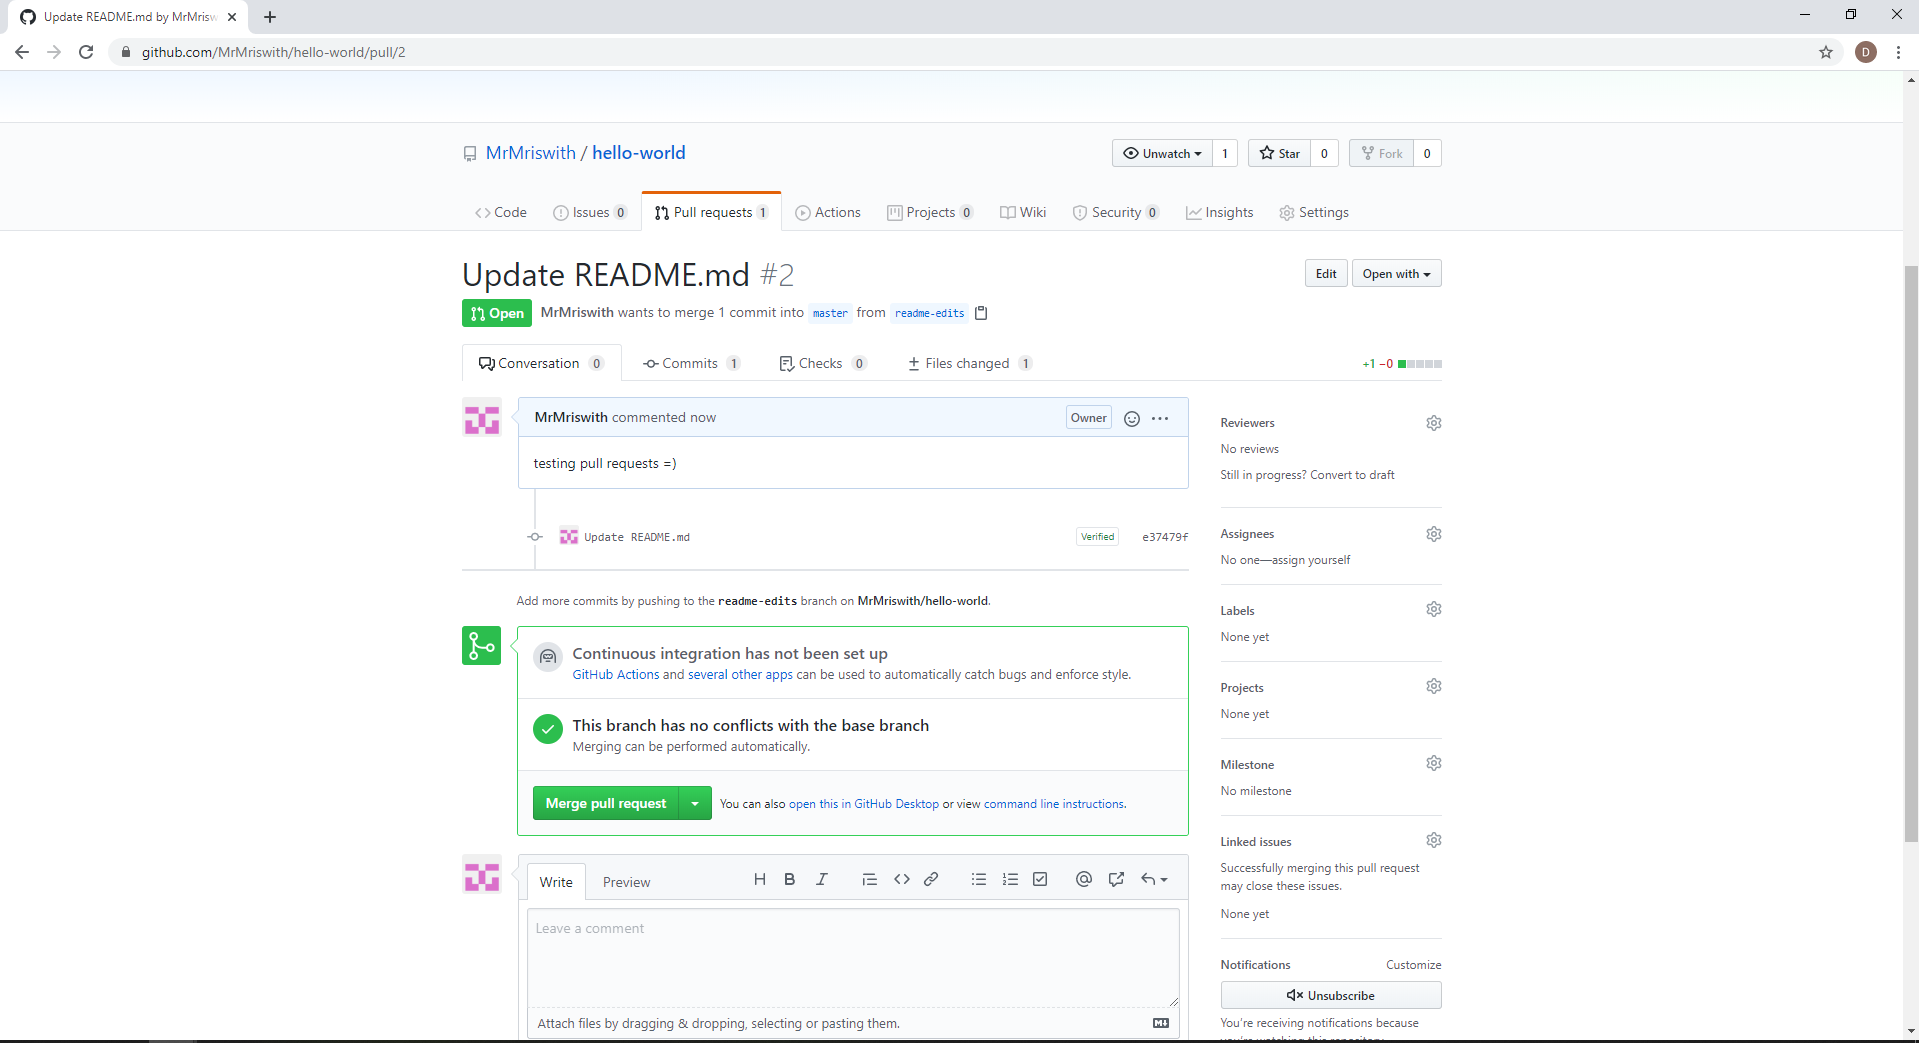 Update README.md by MrMrisw
github.com/MrMriswith/hello-world/pull/2
D
MrMriswith / hello-world
Unwatch 1 Star 0 Fork 0
Code Issues 0 Pull requests 1 Actions Projects 0 Wiki Security 0 Insights Settings
Update README.md #2
Edit Open with
Open MrMriswith wants to merge 1 commit into master from readme-edits
Conversation 0 Commits 1 Checks 0 Files changed 1 +1 −0
MrMriswith commented now Owner
testing pull requests =)
Update README.md Verified e37479f
Add more commits by pushing to the readme-edits branch on MrMriswith/hello-world.
Continuous integration has not been set up
GitHub Actions and several other apps can be used to automatically catch bugs and enforce style.
This branch has no conflicts with the base branch
Merging can be performed automatically.
Merge pull request You can also open this in GitHub Desktop or view command line instructions.
Write Preview H B I
Leave a comment
Attach files by dragging & dropping, selecting or pasting them.
Reviewers
No reviews
Still in progress? Convert to draft
Assignees
No one—assign yourself
Labels
None yet
Projects
None yet
Milestone
No milestone
Linked issues
Successfully merging this pull request
may close these issues.
None yet
Notifications Customize
Unsubscribe
You're receiving notifications because
you're watching this repository.